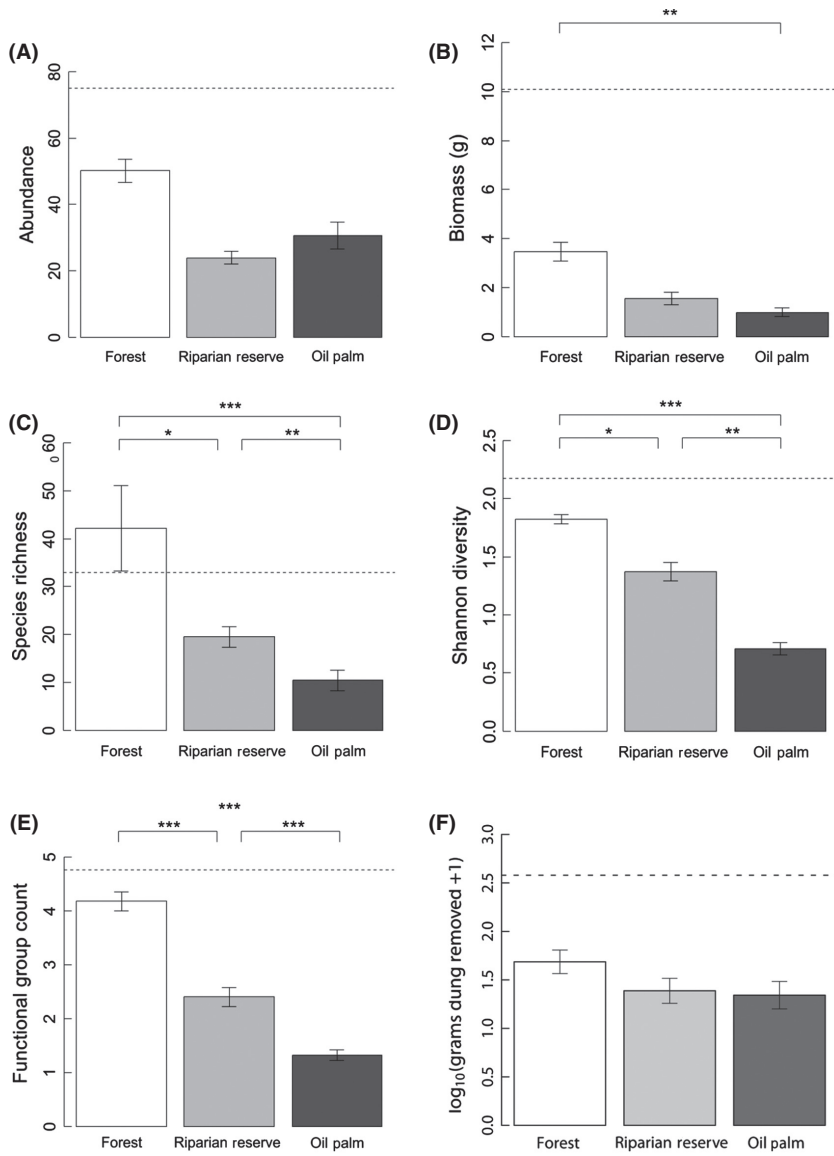 (A)
Abundance
0 20 40 60 80
Forest Riparian reserve Oil palm
(B)
**
Biomass (g)
0 2 4 6 8 10 12
Forest Riparian reserve Oil palm
(C)
***
* **
Species richness
0 10 20 30 40 50 60
0
Forest Riparian reserve Oil palm
(D)
***
* **
Shannon diversity
0.0 0.5 1.0 1.5 2.0 2.5
Forest Riparian reserve Oil palm
(E)
***
*** ***
Functional group count
0 1 2 3 4 5
Forest Riparian reserve Oil palm
(F)
log10(grams dung removed +1)
0.0 0.5 1.0 1.5 2.0 2.5 3.0
Forest Riparian reserve Oil palm